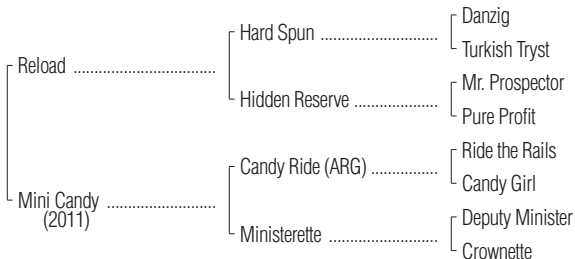 Danzig
Hard Spun ........................
Turkish Tryst
Reload .............................
Mr. Prospector
Hidden Reserve .................
Pure Profit
Ride the Rails
Candy Ride (ARG) ..............
Candy Girl
Mini Candy ......................
(2011)
Deputy Minister
Ministerette ......................
Crownette